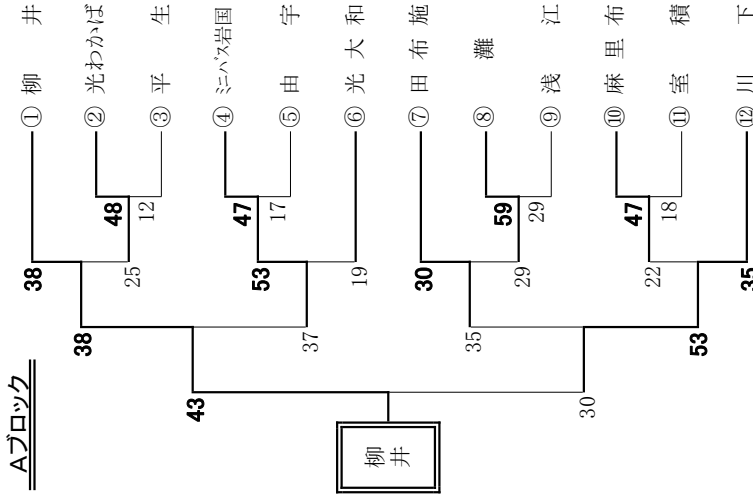 Aブロック
① 柳井
② 光わかば
③ 平生
④ ミニバス岩国
⑤ 由宇
⑥ 光大和
⑦ 田布施
⑧ 灘
⑨ 浅江
⑩ 麻里布
⑪ 室積
⑫ 川下
48
12
47
17
59
29
47
18
38
25
53
19
30
29
22
35
38
37
35
53
43
30
柳井